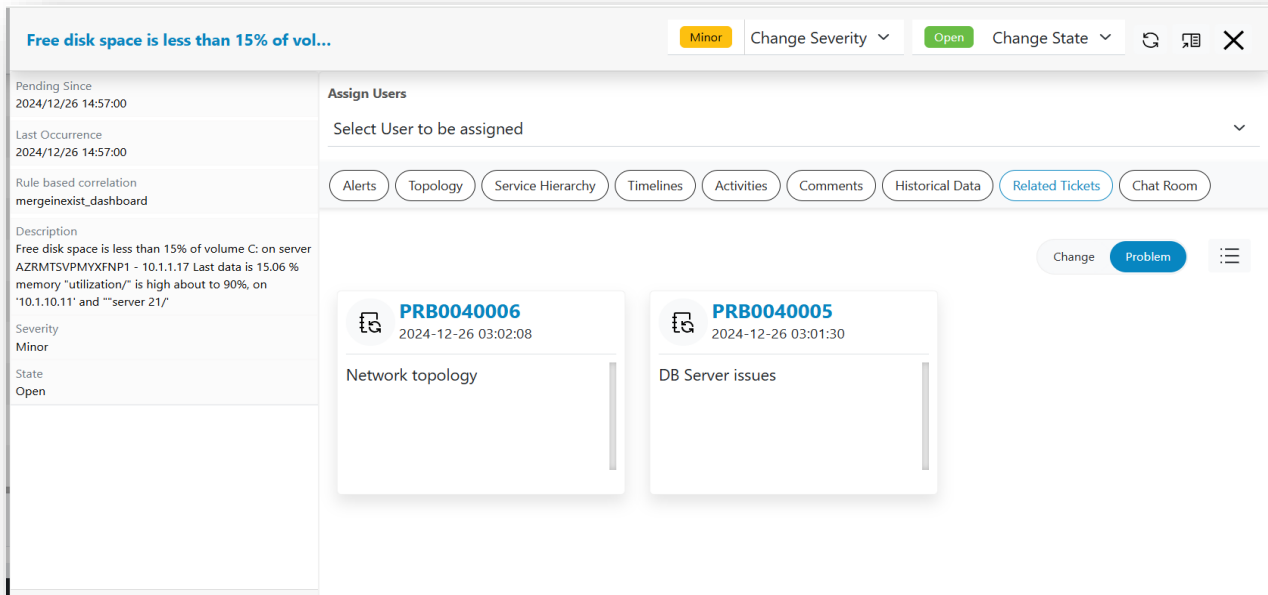 Free disk space is less than 15% of vol...
Minor
Change Severity
Open
Change State
Pending Since
2024/12/26 14:57:00
Last Occurrence
2024/12/26 14:57:00
Rule based correlation
mergeinexist_dashboard
Description
Free disk space is less than 15% of volume C: on server
AZRMTSVPMYXFNP1 - 10.1.1.17 Last data is 15.06 %
memory "utilization/" is high about to 90%, on
'10.1.10.11' and ""server 21/'
Severity
Minor
State
Open
Assign Users
Select User to be assigned
Alerts
Topology
Service Hierarchy
Timelines
Activities
Comments
Historical Data
Related Tickets
Chat Room
Change
Problem
PRB0040006
2024-12-26 03:02:08
Network topology
PRB0040005
2024-12-26 03:01:30
DB Server issues